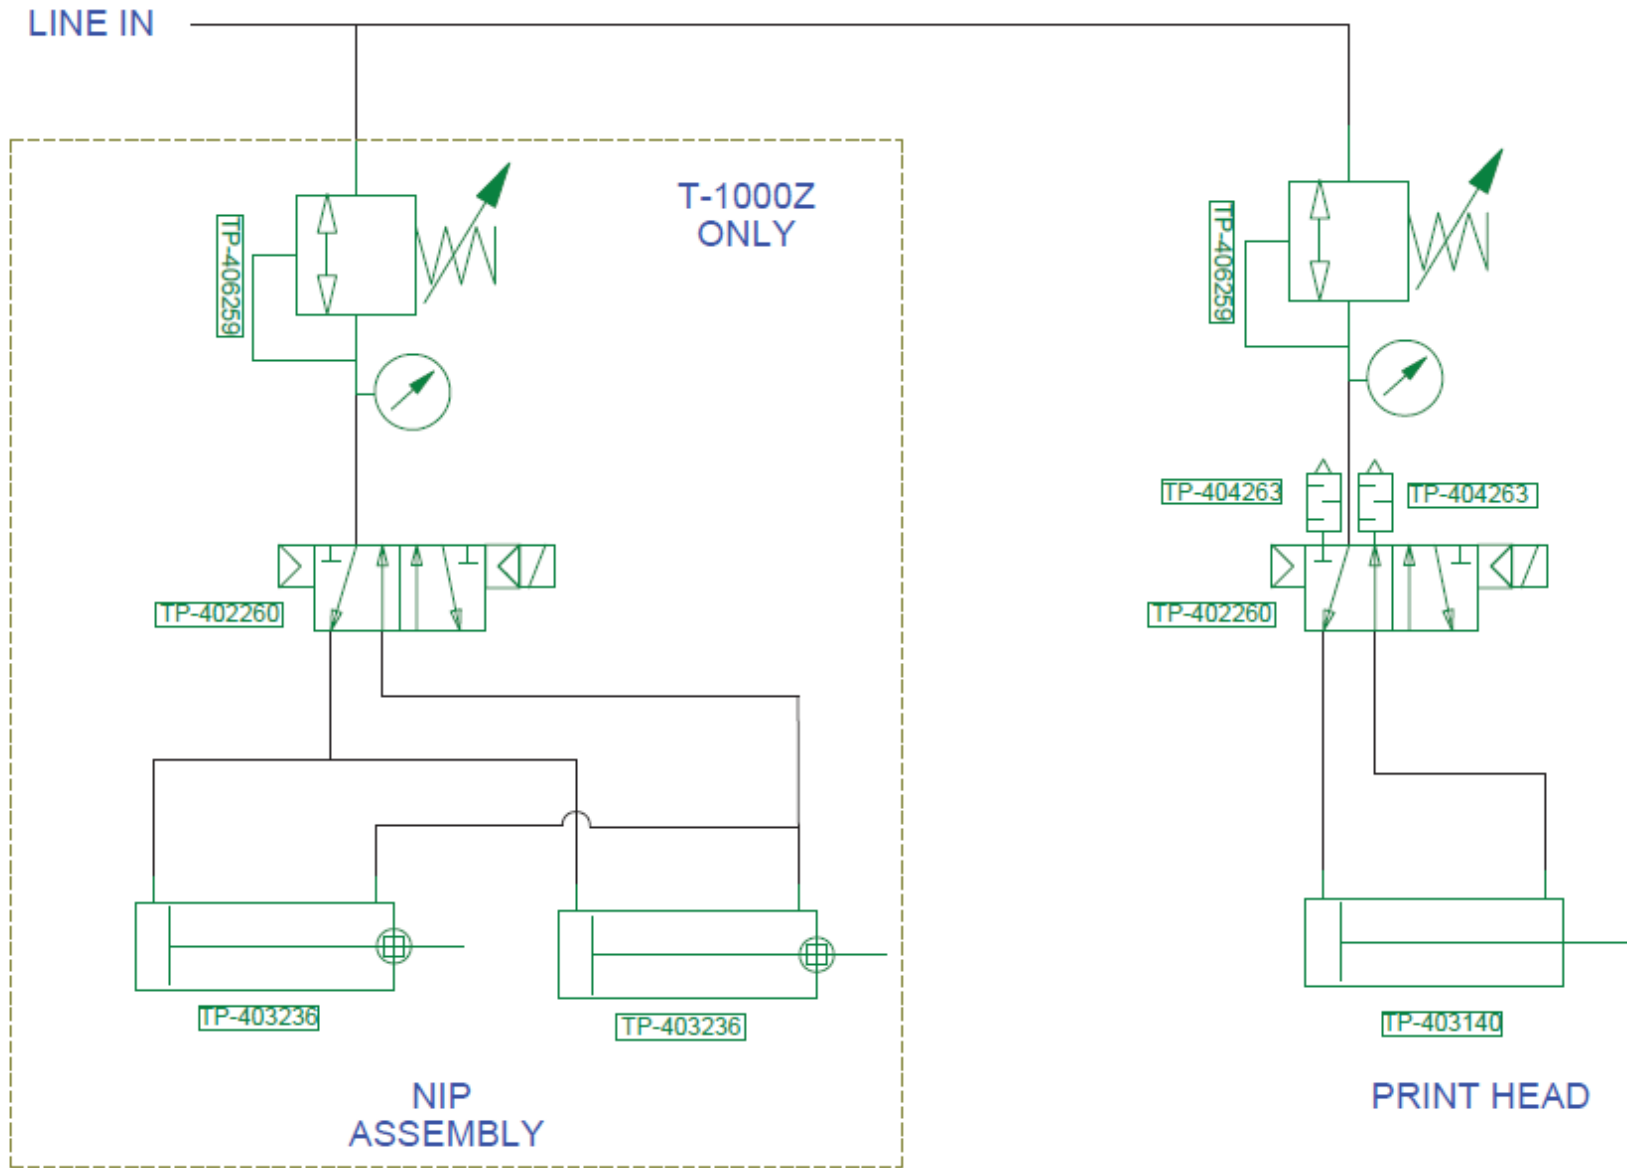 LINE IN
T-1000Z
ONLY
TP-406259
TP-406259
TP-404263
TP-404263
TP-402260
TP-402260
TP-403236
TP-403236
TP-403140
NIP
ASSEMBLY
PRINT HEAD